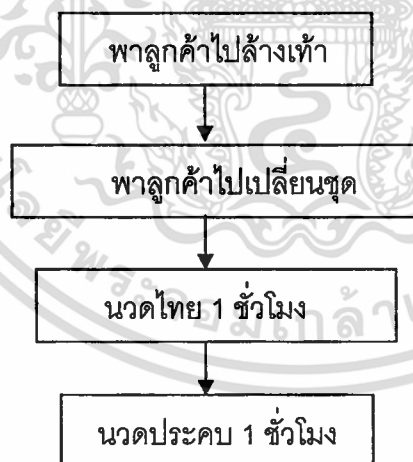 พาลูกค้าไปล้างเท้า
พาลูกค้าไปเปลี่ยนชุด
นวดไทย 1 ชั่วโมง
นวดประคบ 1 ชั่วโมง